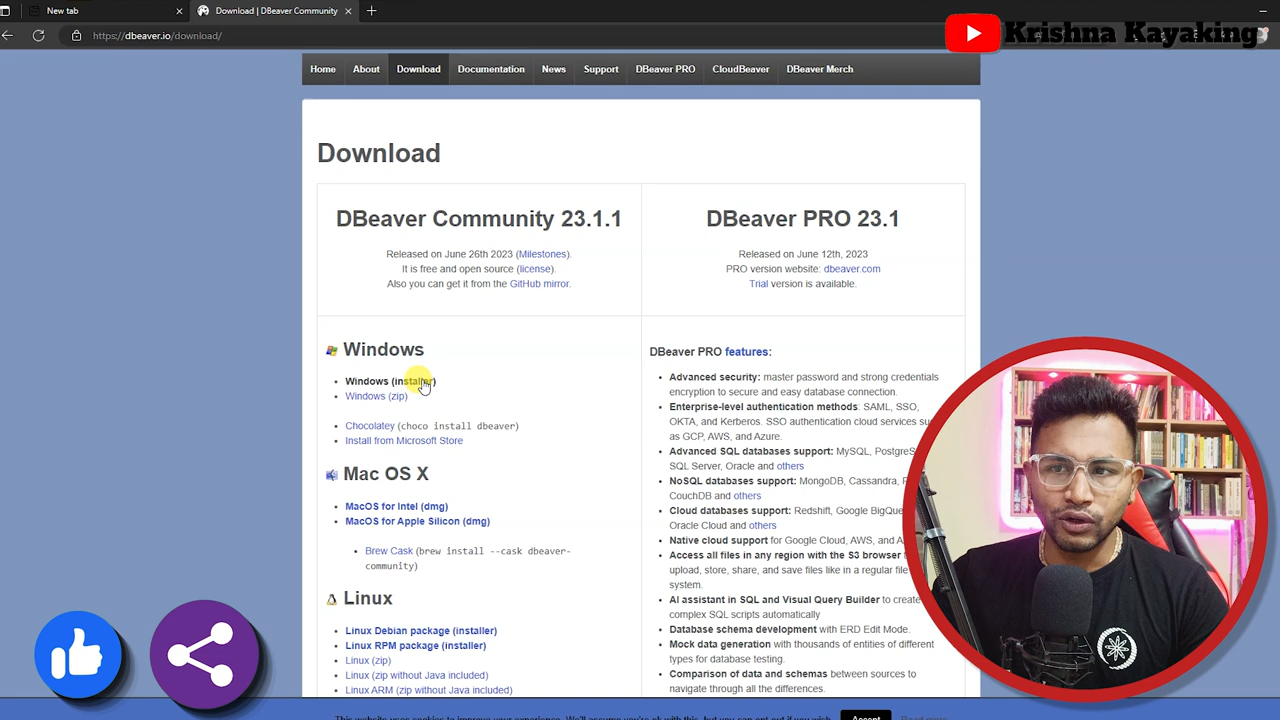 New tab
Download | DBeaver Community
https://dbeaver.io/download/
Krishna Kayaking
Home
About
Download
Documentation
News
Support
DBeaver PRO
CloudBeaver
DBeaver Merch
Download
DBeaver Community 23.1.1
Released on June 26th 2023 (Milestones).
It is free and open source (license).
Also you can get it from the GitHub mirror.
DBeaver PRO 23.1
Released on June 12th, 2023
PRO version website: dbeaver.com
Trial version is available.
Windows
Windows (installer)
Windows (zip)
Chocolatey (choco install dbeaver)
Install from Microsoft Store
Mac OS X
MacOS for Intel (dmg)
MacOS for Apple Silicon (dmg)
Brew Cask (brew install --cask dbeaver-
community)
Linux
Linux Debian package (installer)
Linux RPM package (installer)
Linux (zip)
Linux (zip without Java included)
Linux ARM (zip without Java included)
DBeaver PRO features:
Advanced security: master password and strong credentials
encryption to secure and easy database connection.
Enterprise-level authentication methods: SAML, SSO,
OKTA, and Kerberos. SSO authentication cloud services
as GCP, AWS, and Azure.
Advanced SQL databases support: MySQL,
SQL Server, Oracle and others
NoSQL databases support: MongoDB, Cassandra,
CouchDB and others
Cloud databases support: Redshift, Google
Oracle Cloud and others
Native cloud support for Google Cloud, AWS, and
Access all files in any region with the S3 browser
upload, store, share, and save files like in a regular file
system.
AI assistant in SQL and Visual Query Builder to create
complex SQL scripts automatically
Database schema development with ERD Edit Mode.
Mock data generation with thousands of entities of different
types for database testing.
Comparison of data and schemas between sources to
navigate through all the differences.